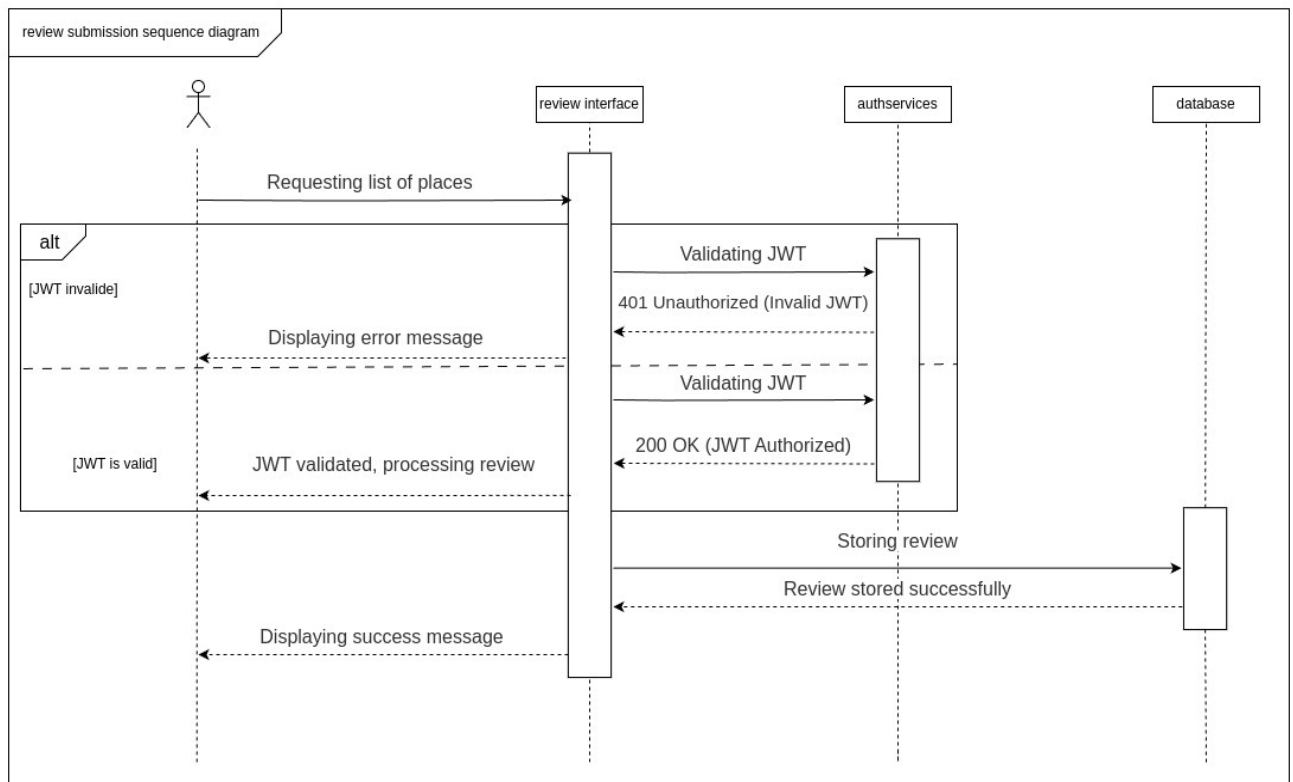 review submission sequence diagram
review interface
authservices
database
Requesting list of places
alt
Validating JWT
[JWT invalide]
401 Unauthorized (Invalid JWT)
Displaying error message
Validating JWT
200 OK (JWT Authorized)
[JWT is valid]
JWT validated, processing review
Storing review
Review stored successfully
Displaying success message